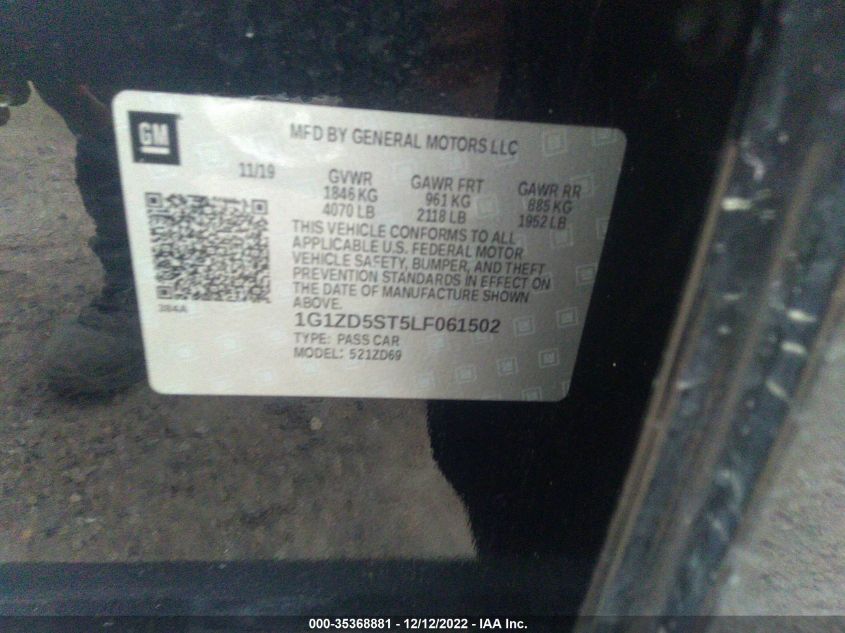 GM
MFD BY GENERAL MOTORS LLC
11/19
GVWR
1846 KG
4070 LB
GAWR FRT
961 KG
2118 LB
GAWR RR
885 KG
1952 LB
THIS VEHICLE CONFORMS TO ALL
APPLICABLE U.S. FEDERAL MOTOR
VEHICLE SAFETY, BUMPER, AND THEFT
PREVENTION STANDARDS IN EFFECT ON
THE DATE OF MANUFACTURE SHOWN
ABOVE.
384A
1G1ZD5ST5LF061502
TYPE: PASS CAR
MODEL: 521ZD69
000-35368881 - 12/12/2022 - IAA Inc.